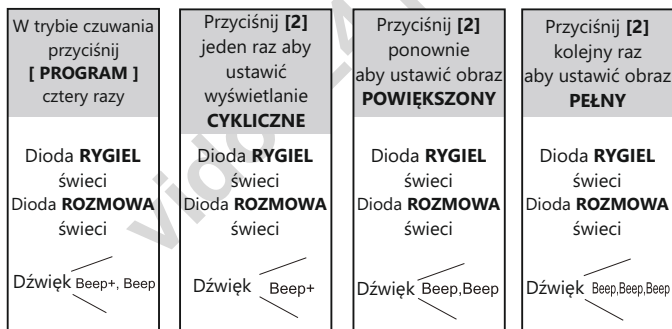 W trybie czuwania
przyciśnij
[ PROGRAM ]
cztery razy
Dioda RYGIEL
świeci
Dioda ROZMOWA
świeci
Dźwięk Beep+, Beep
Przyciśnij [2]
jeden raz aby
ustawić
wyświetlanie
CYKLICZNE
Dioda RYGIEL
świeci
Dioda ROZMOWA
świeci
Dźwięk Beep+
Przyciśnij [2]
ponownie
aby ustawić obraz
POWIĘKSZONY
Dioda RYGIEL
świeci
Dioda ROZMOWA
świeci
Dźwięk Beep,Beep
Przyciśnij [2]
kolejny raz
aby ustawić obraz
PEŁNY
Dioda RYGIEL
świeci
Dioda ROZMOWA
świeci
Dźwięk Beep,Beep,Beep